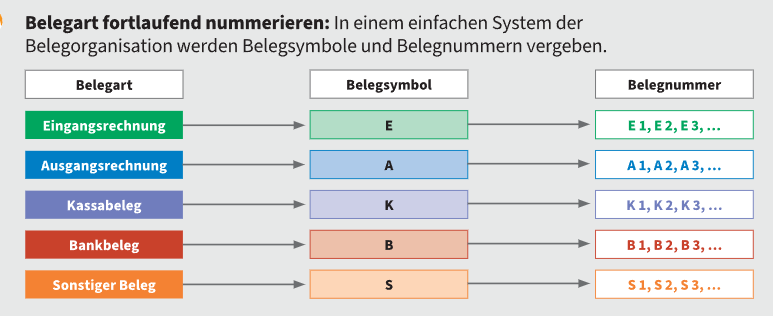 Belegart fortlaufend nummerieren: In einem einfachen System der
Belegorganisation werden Belegsymbole und Belegnummern vergeben.
Belegart Belegsymbol Belegnummer
Eingangsrechnung E E 1, E 2, E 3, ...
Ausgangsrechnung A A 1, A 2, A 3, ...
Kassabeleg K K 1, K 2, K 3, ...
Bankbeleg B B 1, B 2, B 3, ...
Sonstiger Beleg S S 1, S 2, S 3, ...